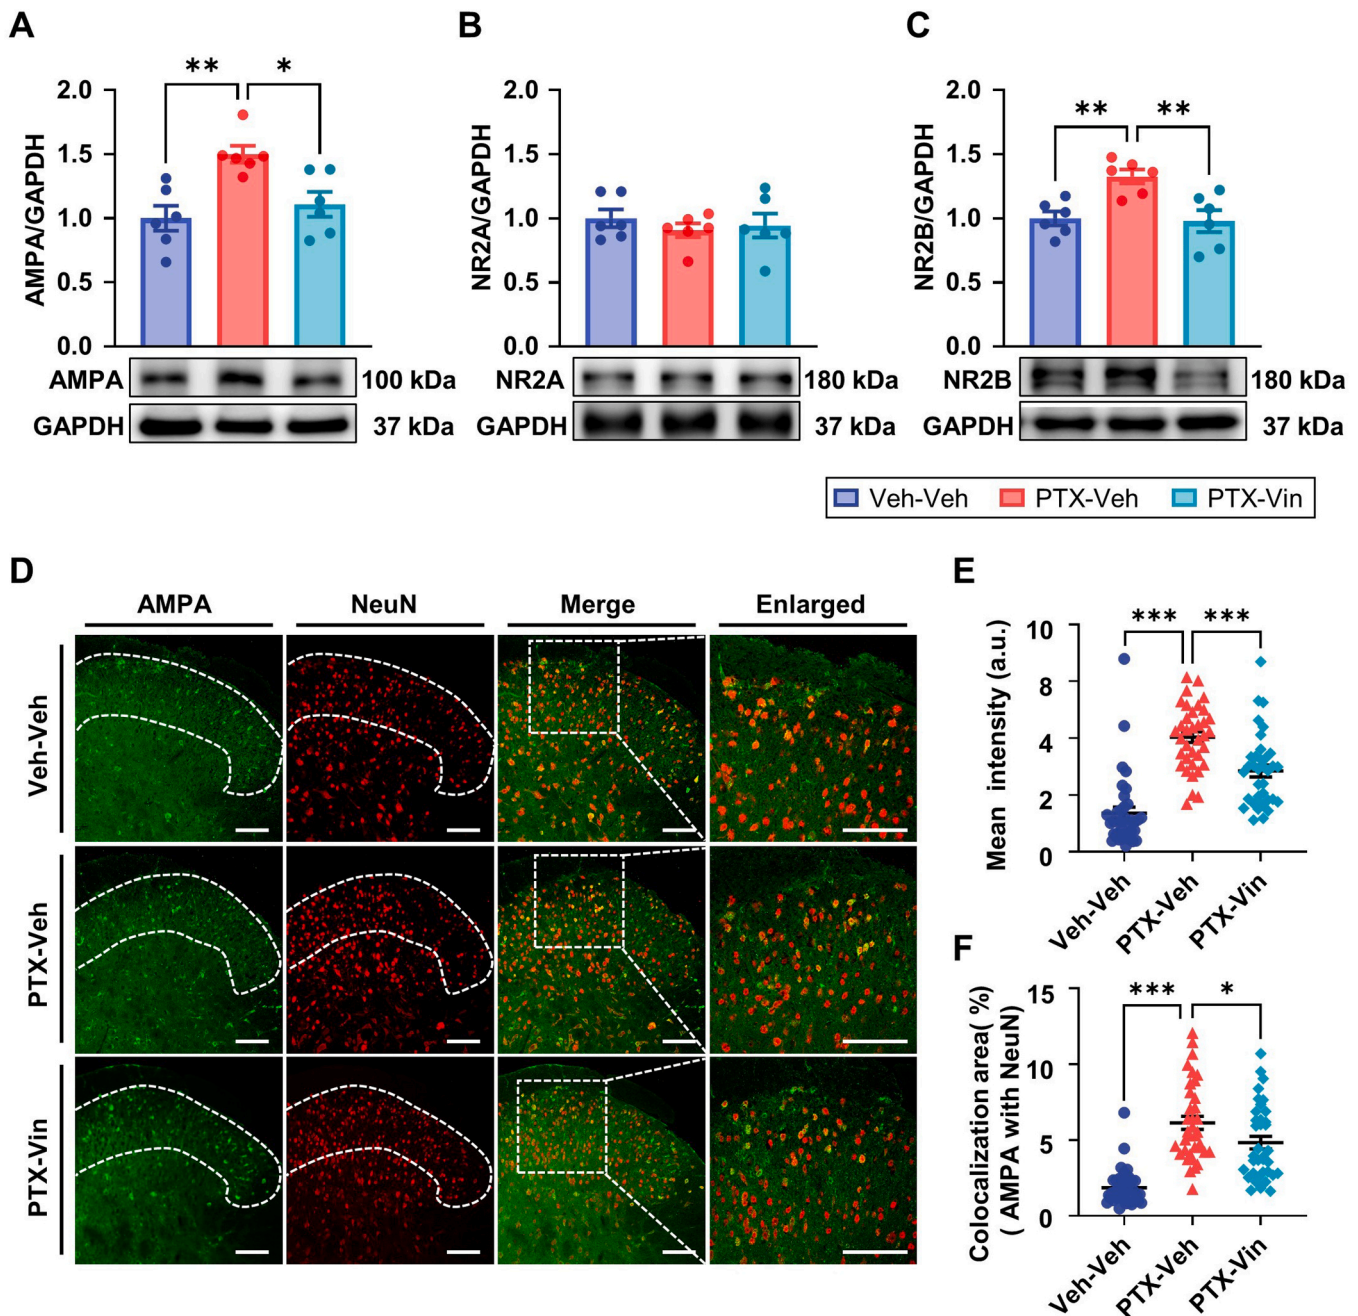 A
B
C
** *
** **
2.0
1.5
1.0
0.5
0.0
AMPA/GAPDH
2.0
1.5
1.0
0.5
0.0
NR2A/GAPDH
2.0
1.5
1.0
0.5
0.0
NR2B/GAPDH
AMPA 100 kDa
GAPDH 37 kDa
NR2A 180 kDa
GAPDH 37 kDa
NR2B 180 kDa
GAPDH 37 kDa
Veh-Veh PTX-Veh PTX-Vin
D
AMPA NeuN Merge Enlarged
Veh-Veh
PTX-Veh
PTX-Vin
E
*** ***
10
8
4
2
0
Mean intensity (a.u.)
Veh-Veh PTX-Veh PTX-Vin
F
*** *
15
10
5
0
Colocalization area( %)
( AMPA with NeuN)
Veh-Veh PTX-Veh PTX-Vin